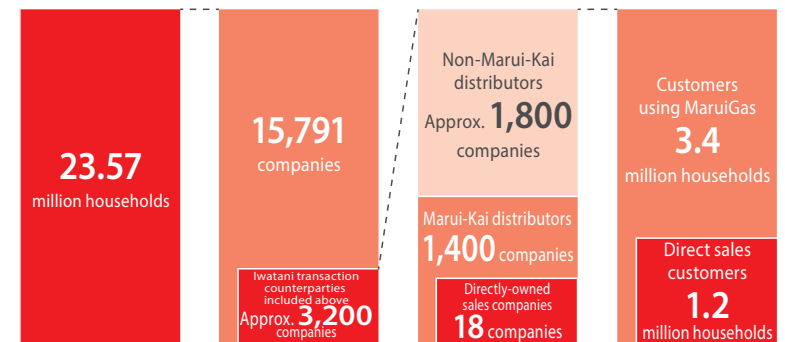 23.57
million households
15,791
companies
Iwatani transaction
counterparties
included above
Approx. 3,200
companies
Non-Marui-Kai
distributors
Approx. 1,800
companies
Marui-Kai distributors
1,400 companies
Directly-owned
sales companies
18 companies
Customers
using MaruiGas
3.4
million households
Direct sales
customers
1.2
million households